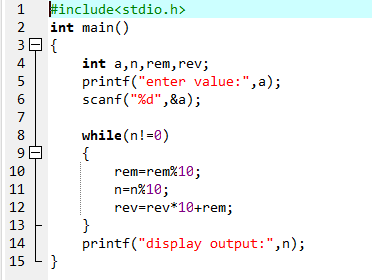 1 #include<stdio.h>
2 int main()
3 {
4 int a,n,rem,rev;
5 printf("enter value:",a);
6 scanf("%d",&a);
7
8 while(n!=0)
9 {
10 rem=rem%10;
11 n=n%10;
12 rev=rev*10+rem;
13 }
14 printf("display output:",n);
15 }